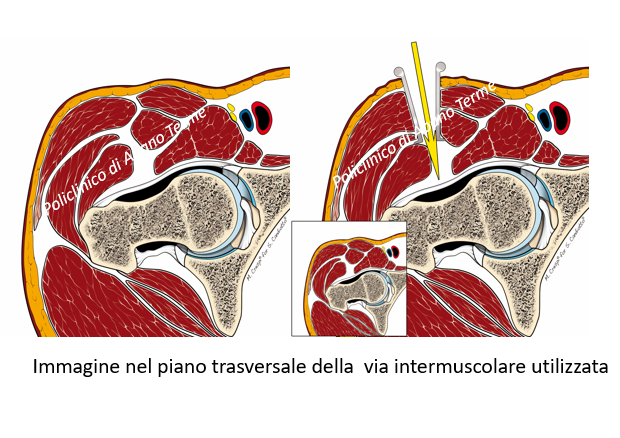 Policlinico di Abano Terme
Policlinico di Abano Terme
Immagine nel piano trasversale della  via intermuscolare utilizzata